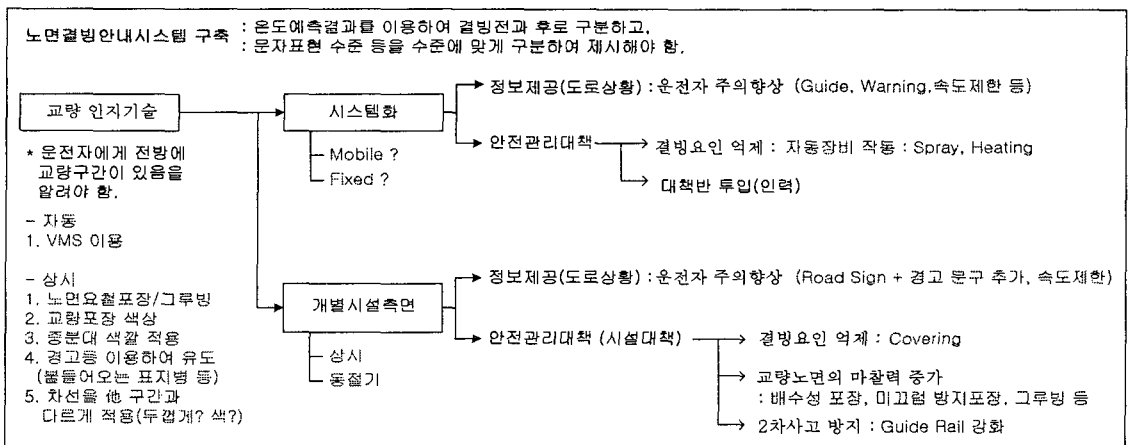 노면결빙안내시스템 구축 : 온도예측결과를 이용하여 결빙전과 후로 구분하고,
: 문자표현 수준 등을 수준에 맞게 구분하여 제시해야 함.
교량 인지기술
* 운전자에게 전방에
교량구간이 있음을
알려야 함.
- 자동
1. VMS 이용
- 상시
1. 노면요철포장/그루빙
2. 교량포장 색상
3. 중분대 색깔 적용
4. 경고등 이용하여 유도
(불들어오는 표지병 등)
5. 차선을 他 구간과
다르게 적용(두껍게? 색?)
시스템화
- Mobile ?
- Fixed ?
정보제공(도로상황) : 운전자 주의향상 (Guide, Warning,속도제한 등)
안전관리대책
결빙요인 억제 : 자동장비 작동 : Spray, Heating
대책반 투입(인력)
개별시설측면
- 상시
- 동절기
정보제공(도로상황) : 운전자 주의향상 (Road Sign + 경고 문구 추가, 속도제한)
안전관리대책 (시설대책)
결빙요인 억제 : Covering
교량노면의 마찰력 증가
: 배수성 포장, 미끄럼 방지포장, 그루빙 등
2차사고 방지 : Guide Rail 강화